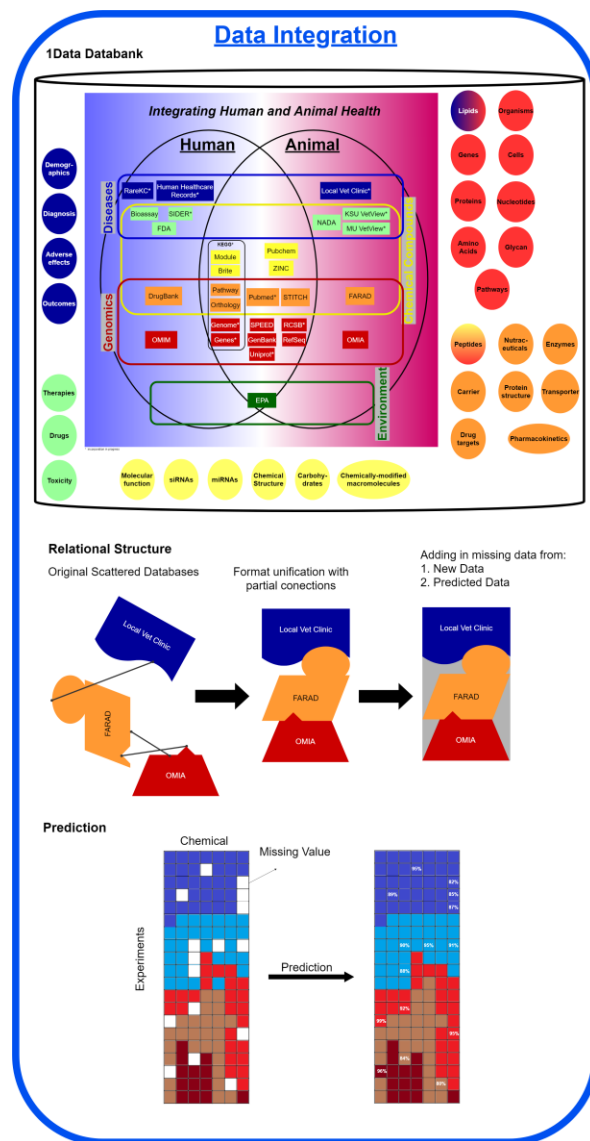 Data Integration
1Data Databank
Integrating Human and Animal Health
Human
Animal
Diseases
Chemical Compounds
Genomics
Environment
RareKC*
Human Healthcare
Records*
Local Vet Clinic*
Bioassay
SIDER*
FDA
NADA
KSU VetView*
MU VetView*
KEGG*
Module
Brite
Pubchem
ZINC
DrugBank
Pathway
Orthology
Pubmed*
STITCH
FARAD
OMIM
Genome*
Genes*
SPEED
GenBank
Uniprot*
RCSB*
RefSeq
OMIA
EPA
Demog-
raphics
Diagnosis
Adverse
effects
Outcomes
Therapies
Drugs
Toxicity
Lipids
Organisms
Genes
Cells
Proteins
Nucleotides
Amino
Acids
Glycan
Pathways
Peptides
Nutrac-
euticals
Enzymes
Carrier
Protein
structure
Transporter
Drug
targets
Pharmacokinetics
Molecular
function
siRNAs
miRNAs
Chemical
Structure
Carbohy-
drates
Chemically-modified
macromolecules
Relational Structure
Original Scattered Databases
Format unification with
partial conections
Adding in missing data from:
1. New Data
2. Predicted Data
Local Vet Clinic
FARAD
OMIA
Local Vet Clinic
FARAD
OMIA
Local Vet Clinic
FARAD
OMIA
Prediction
Chemical
Missing Value
Experiments
Prediction